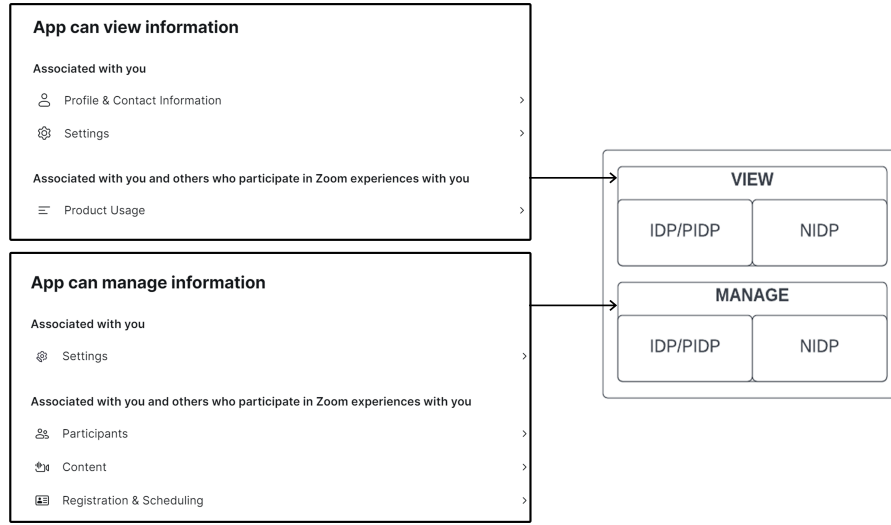 App can view information
Associated with you
Profile & Contact Information
Settings
Associated with you and others who participate in Zoom experiences with you
Product Usage
App can manage information
Associated with you
Settings
Associated with you and others who participate in Zoom experiences with you
Participants
Content
Registration & Scheduling
VIEW
IDP/PIDP NIDP
MANAGE
IDP/PIDP NIDP